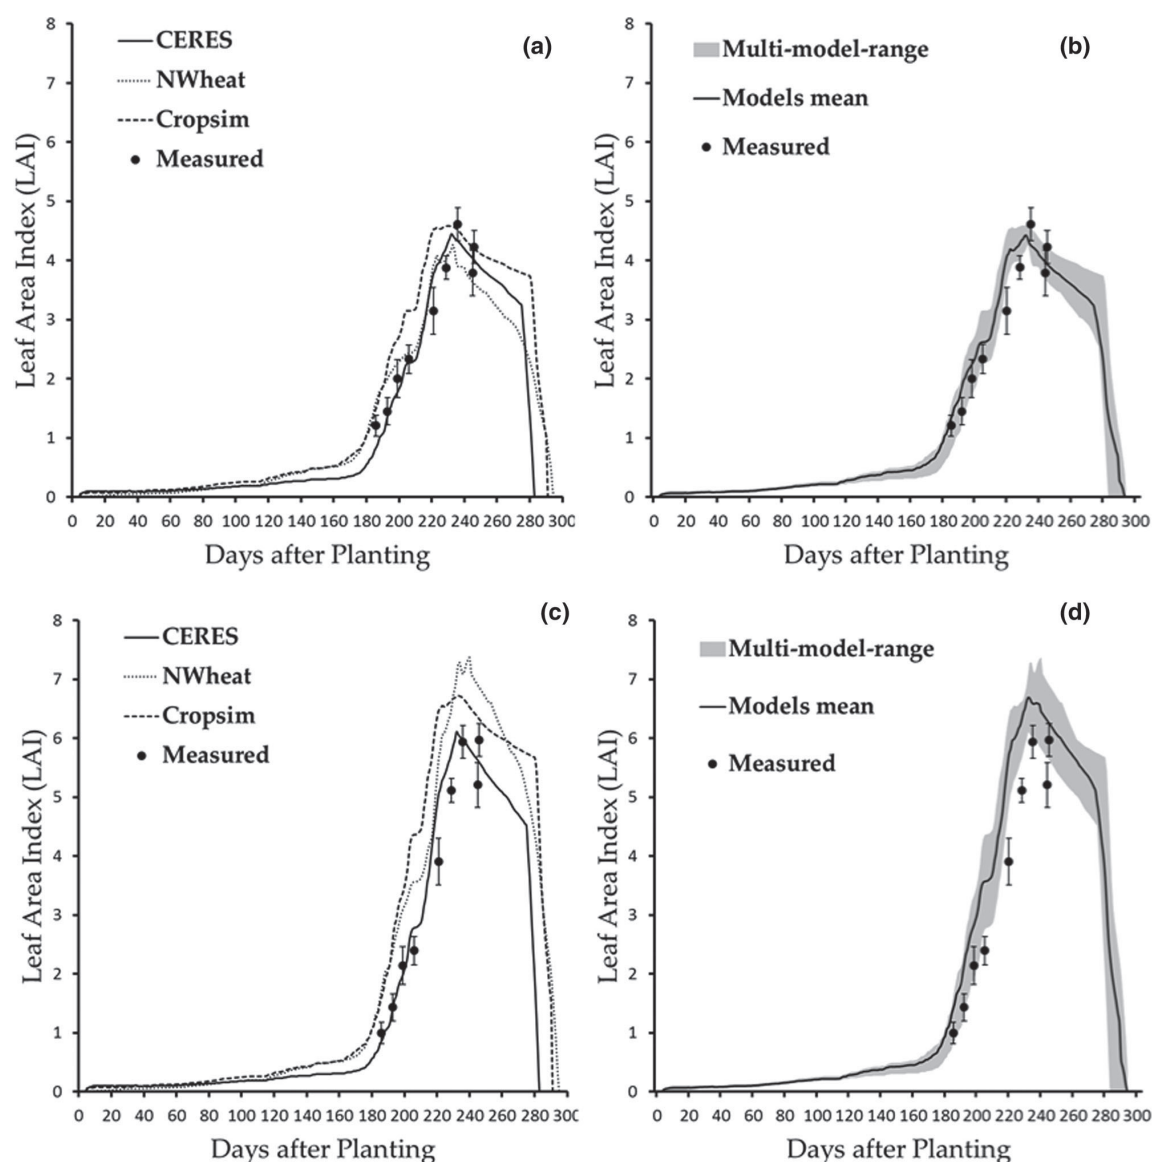 (a)
CERES
NWheat
Cropsim
Measured
Leaf Area Index (LAI)
8
7
6
5
4
3
2
1
0
0 20 40 60 80 100 120 140 160 180 200 220 240 260 280 300
Days after Planting
(b)
Multi-model-range
Models mean
Measured
Leaf Area Index (LAI)
8
7
6
5
4
3
2
1
0
0 20 40 60 80 100 120 140 160 180 200 220 240 260 280 300
Days after Planting
(c)
CERES
NWheat
Cropsim
Measured
Leaf Area Index (LAI)
8
7
6
5
4
3
2
1
0
0 20 40 60 80 100 120 140 160 180 200 220 240 260 280 300
Days after Planting
(d)
Multi-model-range
Models mean
Measured
Leaf Area Index (LAI)
8
7
6
5
4
3
2
1
0
0 20 40 60 80 100 120 140 160 180 200 220 240 260 280 300
Days after Planting